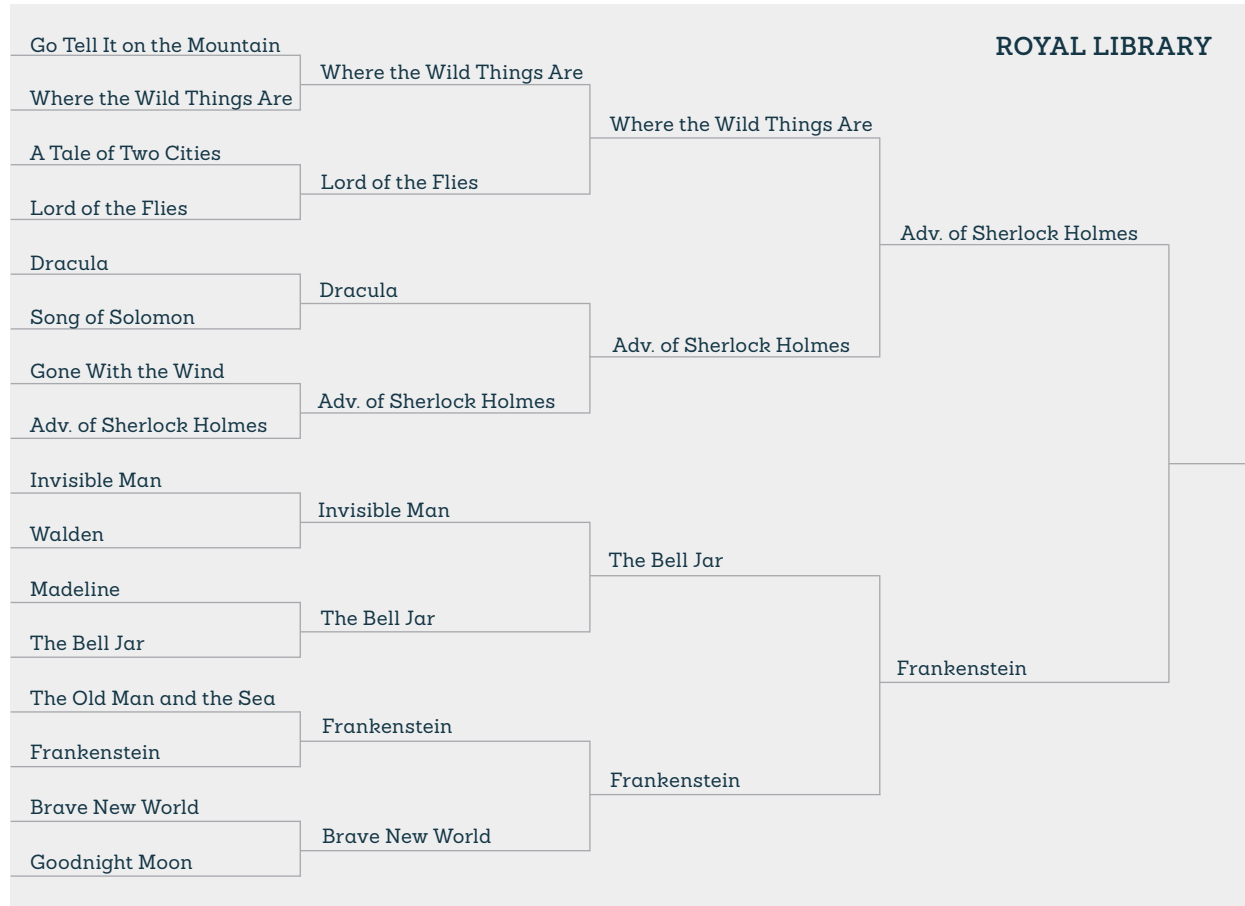 ROYAL LIBRARY
Go Tell It on the Mountain
Where the Wild Things Are
A Tale of Two Cities
Lord of the Flies
Dracula
Song of Solomon
Gone With the Wind
Adv. of Sherlock Holmes
Invisible Man
Walden
Madeline
The Bell Jar
The Old Man and the Sea
Frankenstein
Brave New World
Goodnight Moon
Where the Wild Things Are
Lord of the Flies
Dracula
Adv. of Sherlock Holmes
Invisible Man
The Bell Jar
Frankenstein
Brave New World
Where the Wild Things Are
Adv. of Sherlock Holmes
The Bell Jar
Frankenstein
Adv. of Sherlock Holmes
Frankenstein